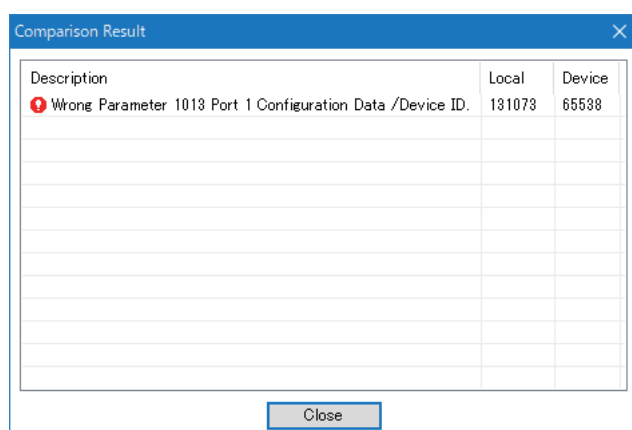 Comparison Result
Description Local Device
Wrong Parameter 1013 Port 1 Configuration Data /Device ID. 131073 65538
Close